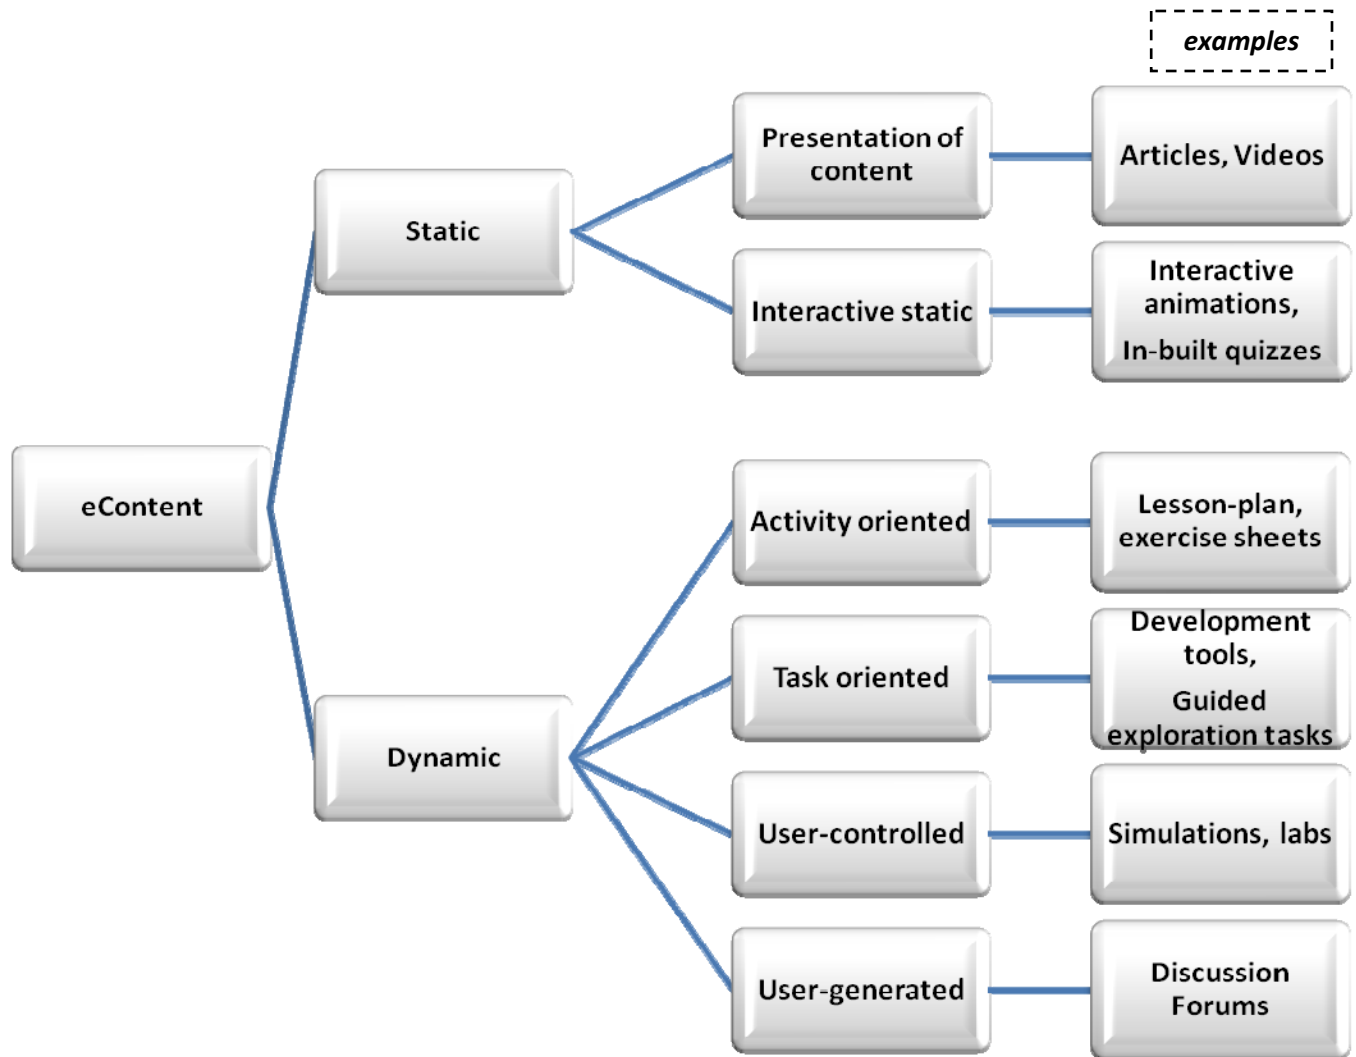 examples
Presentation of
content
Articles, Videos
Static
Interactive static
Interactive
animations,
In-built quizzes
eContent
Activity oriented
Lesson-plan,
exercise sheets
Task oriented
Development
tools,
Guided
exploration tasks
Dynamic
User-controlled
Simulations, labs
User-generated
Discussion
Forums